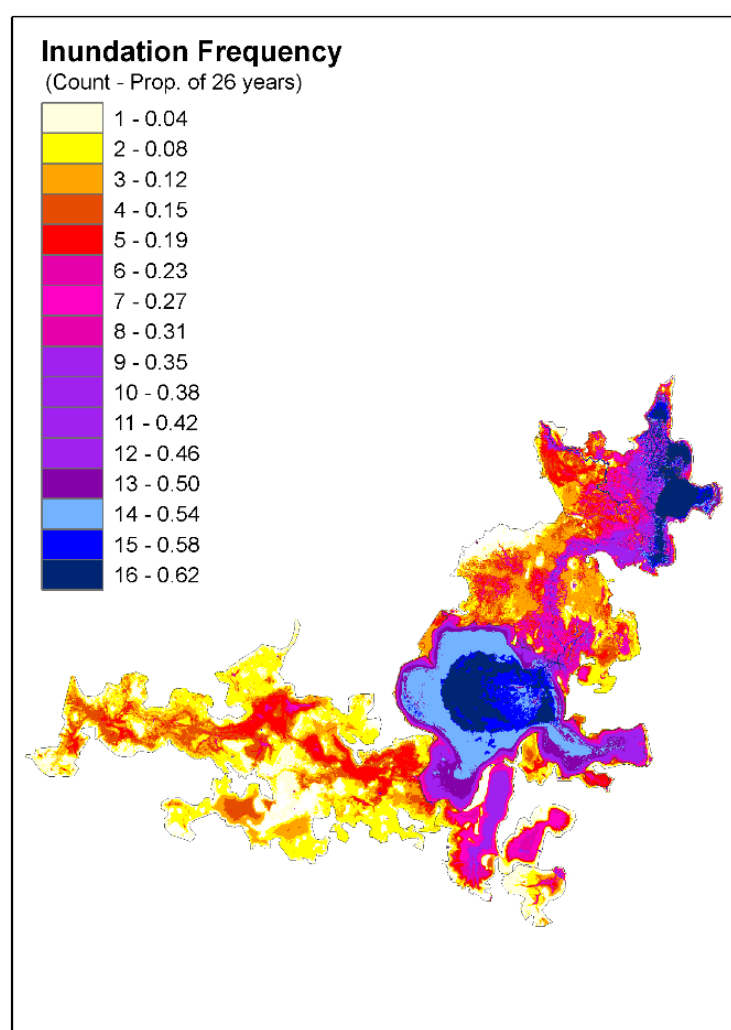 Inundation Frequency
(Count - Prop. of 26 years)
1 - 0.04
2 - 0.08
3 - 0.12
4 - 0.15
5 - 0.19
6 - 0.23
7 - 0.27
8 - 0.31
9 - 0.35
10 - 0.38
11 - 0.42
12 - 0.46
13 - 0.50
14 - 0.54
15 - 0.58
16 - 0.62